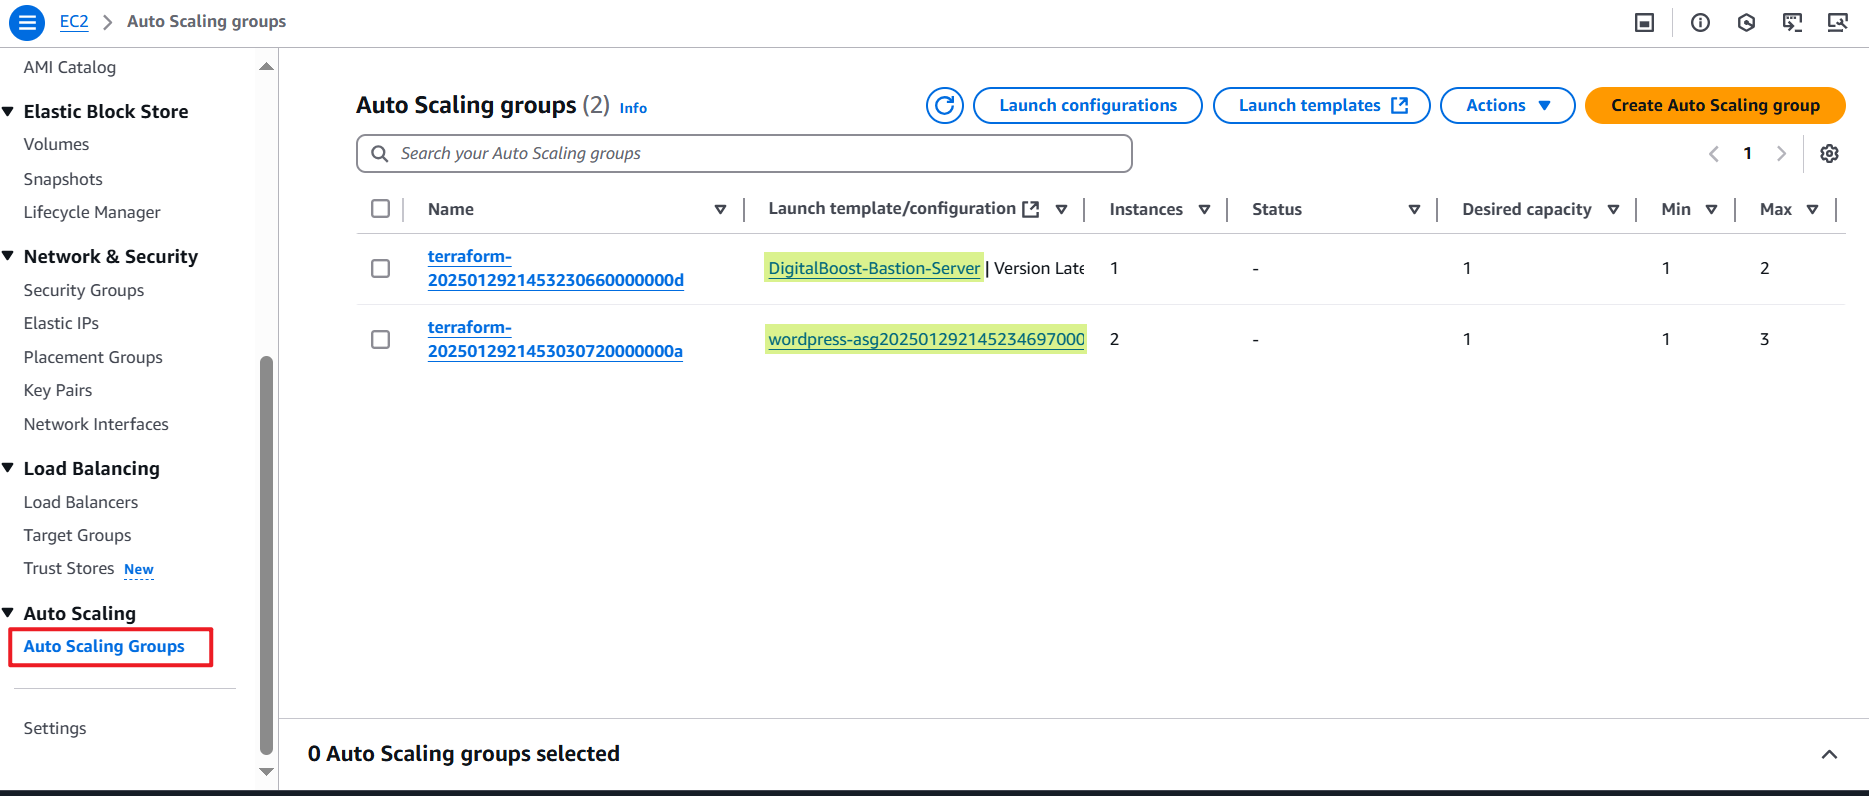 EC2 > Auto Scaling groups
AMI Catalog
Elastic Block Store
Volumes
Snapshots
Lifecycle Manager
Network & Security
Security Groups
Elastic IPs
Placement Groups
Key Pairs
Network Interfaces
Load Balancing
Load Balancers
Target Groups
Trust Stores New
Auto Scaling
Auto Scaling Groups
Settings
Auto Scaling groups (2) Info
Launch configurations
Launch templates
Actions
Create Auto Scaling group
Search your Auto Scaling groups
1
Name Launch template/configuration Instances Status Desired capacity Min Max
terraform-
20250129214532306600000000d DigitalBoost-Bastion-Server | Version Late 1 - 1 1 2
terraform-
20250129214530307200000000a wordpress-asg20250129214523469​7000 2 - 1 1 3
0 Auto Scaling groups selected